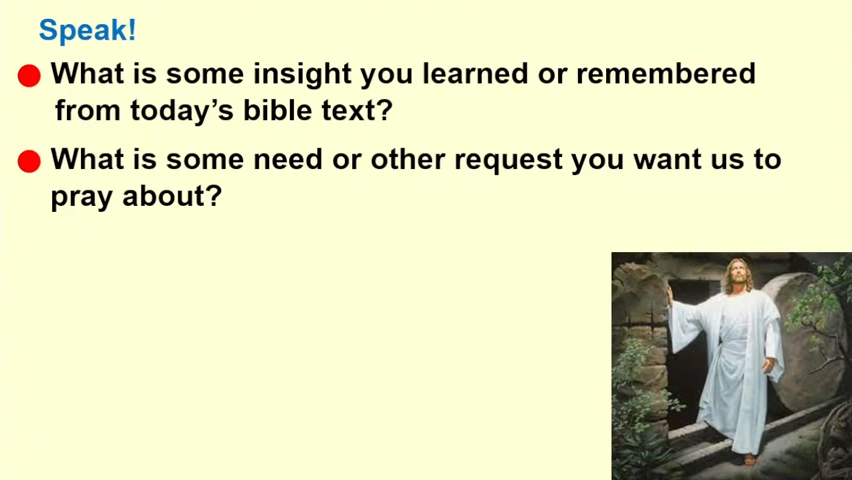 Speak!
What is some insight you learned or remembered
from today’s bible text?
What is some need or other request you want us to
pray about?